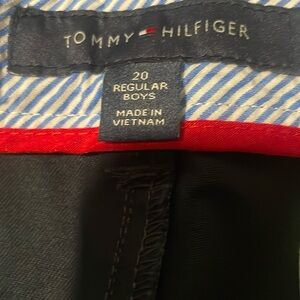 TOMMY HILFIGER
20
REGULAR
BOYS
MADE IN
VIETNAM